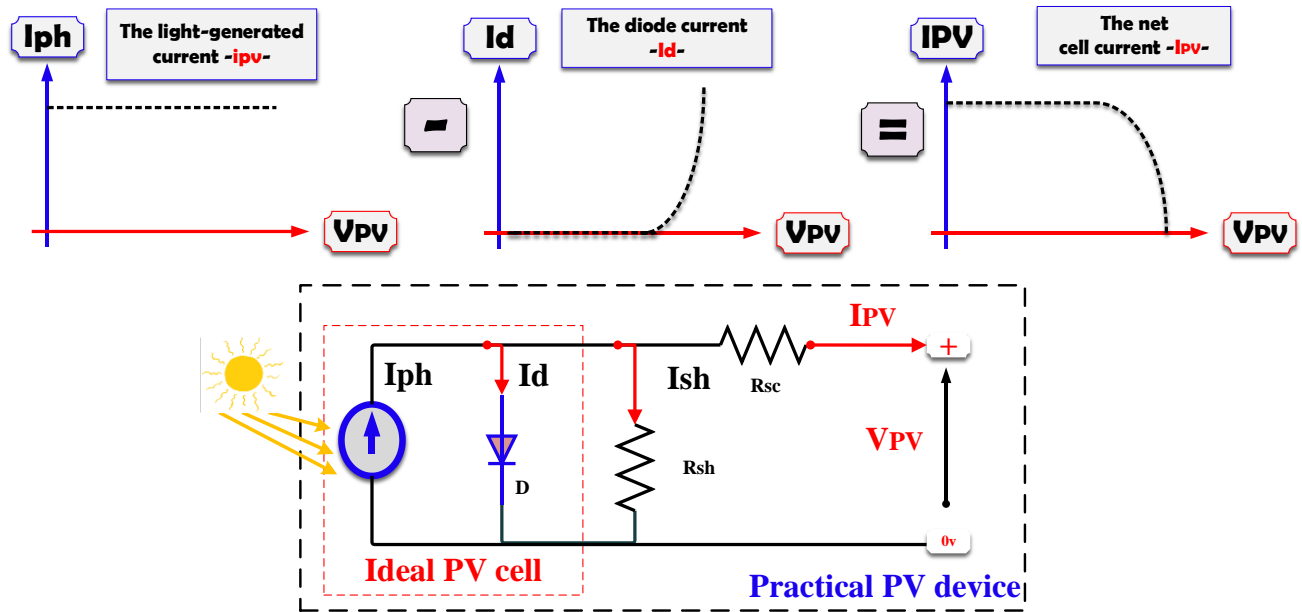 Iph
The light-generated
current -ipv-
Id
The diode current
-Id-
IPV
The net
cell current -IPV-
-
=
VPV
VPV
VPV
IPV
+
Iph
Id
Ish
Rsc
VPV
Rsh
D
0v
Ideal PV cell
Practical PV device